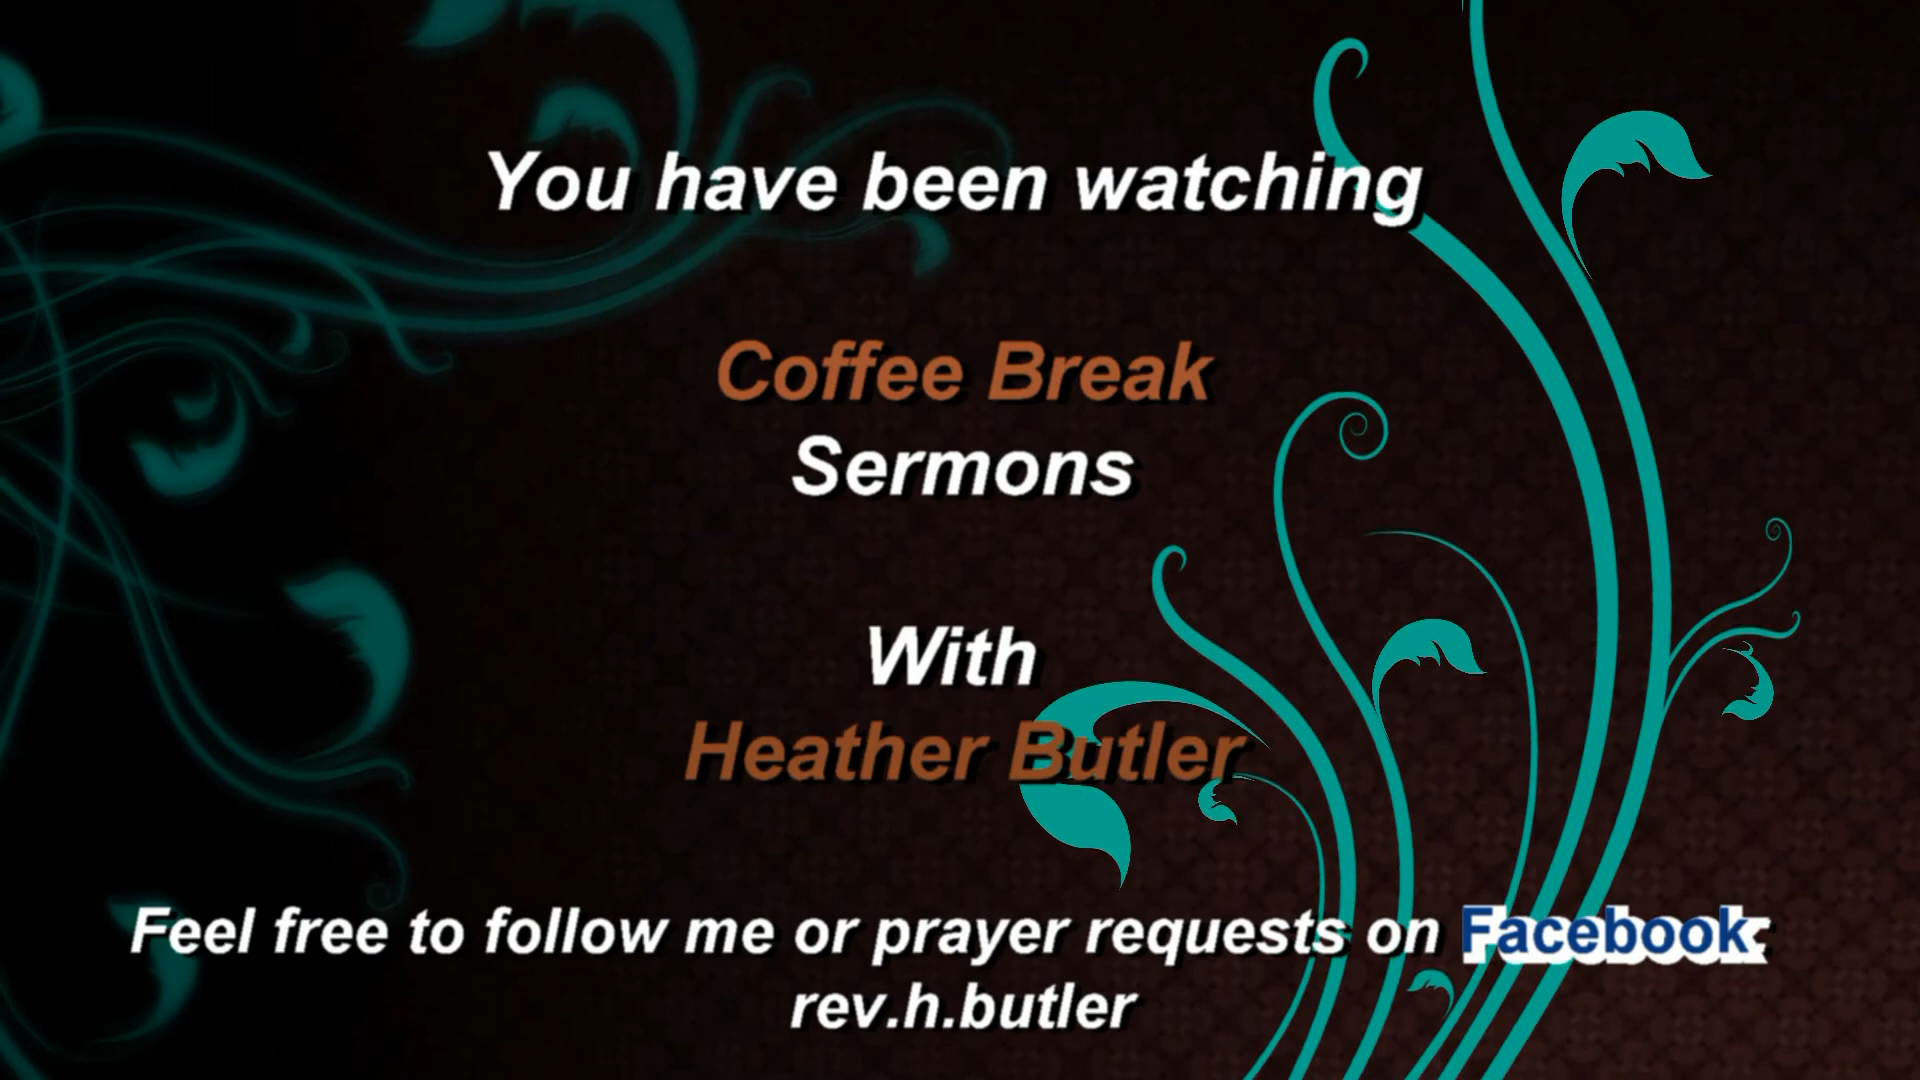 You have been watching
Coffee Break
Sermons
With
Heather Butler
Feel free to follow me or prayer requests on Facebook:
rev.h.butler